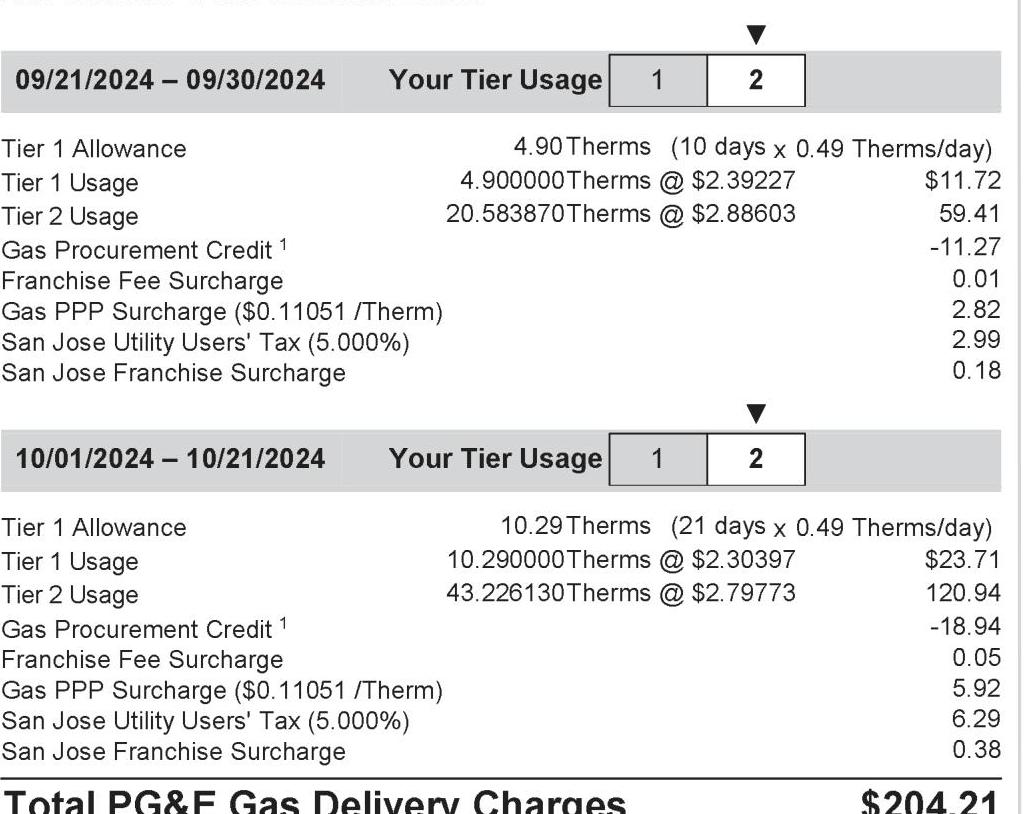 09/21/2024 – 09/30/2024 Your Tier Usage 1 2
Tier 1 Allowance 4.90 Therms (10 days x 0.49 Therms/day)
Tier 1 Usage 4.900000 Therms @ $2.39227 $11.72
Tier 2 Usage 20.583870 Therms @ $2.88603 59.41
Gas Procurement Credit ¹ -11.27
Franchise Fee Surcharge 0.01
Gas PPP Surcharge ($0.11051 /Therm) 2.82
San Jose Utility Users' Tax (5.000%) 2.99
San Jose Franchise Surcharge 0.18
10/01/2024 – 10/21/2024 Your Tier Usage 1 2
Tier 1 Allowance 10.29 Therms (21 days x 0.49 Therms/day)
Tier 1 Usage 10.290000 Therms @ $2.30397 $23.71
Tier 2 Usage 43.226130 Therms @ $2.79773 120.94
Gas Procurement Credit ¹ -18.94
Franchise Fee Surcharge 0.05
Gas PPP Surcharge ($0.11051 /Therm) 5.92
San Jose Utility Users' Tax (5.000%) 6.29
San Jose Franchise Surcharge 0.38
Total PG&E Gas Delivery Charges $204.21